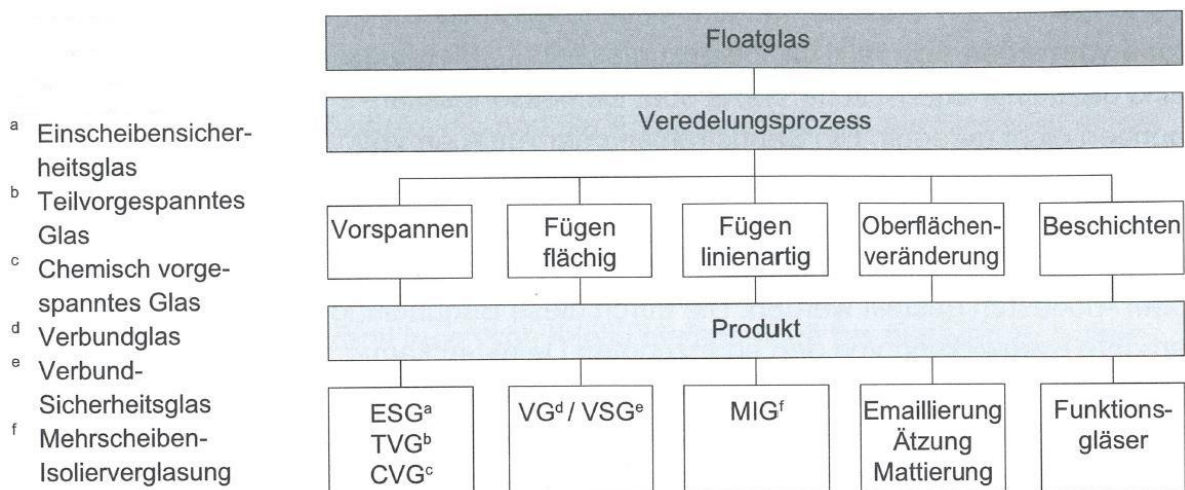 Floatglas
Veredelungsprozess
a Einscheibensicher-
heitsglas
b Teilvorgespanntes
Glas
c Chemisch vorge-
spanntes Glas
d Verbundglas
e Verbund-
Sicherheitsglas
f Mehrscheiben-
Isolierverglasung
Vorspannen
Fügen
flächig
Fügen
linienartig
Oberflächen-
veränderung
Beschichten
Produkt
ESGa
TVGb
CVGc
VGd / VSGe
MIGf
Emaillierung
Ätzung
Mattierung
Funktions-
gläser